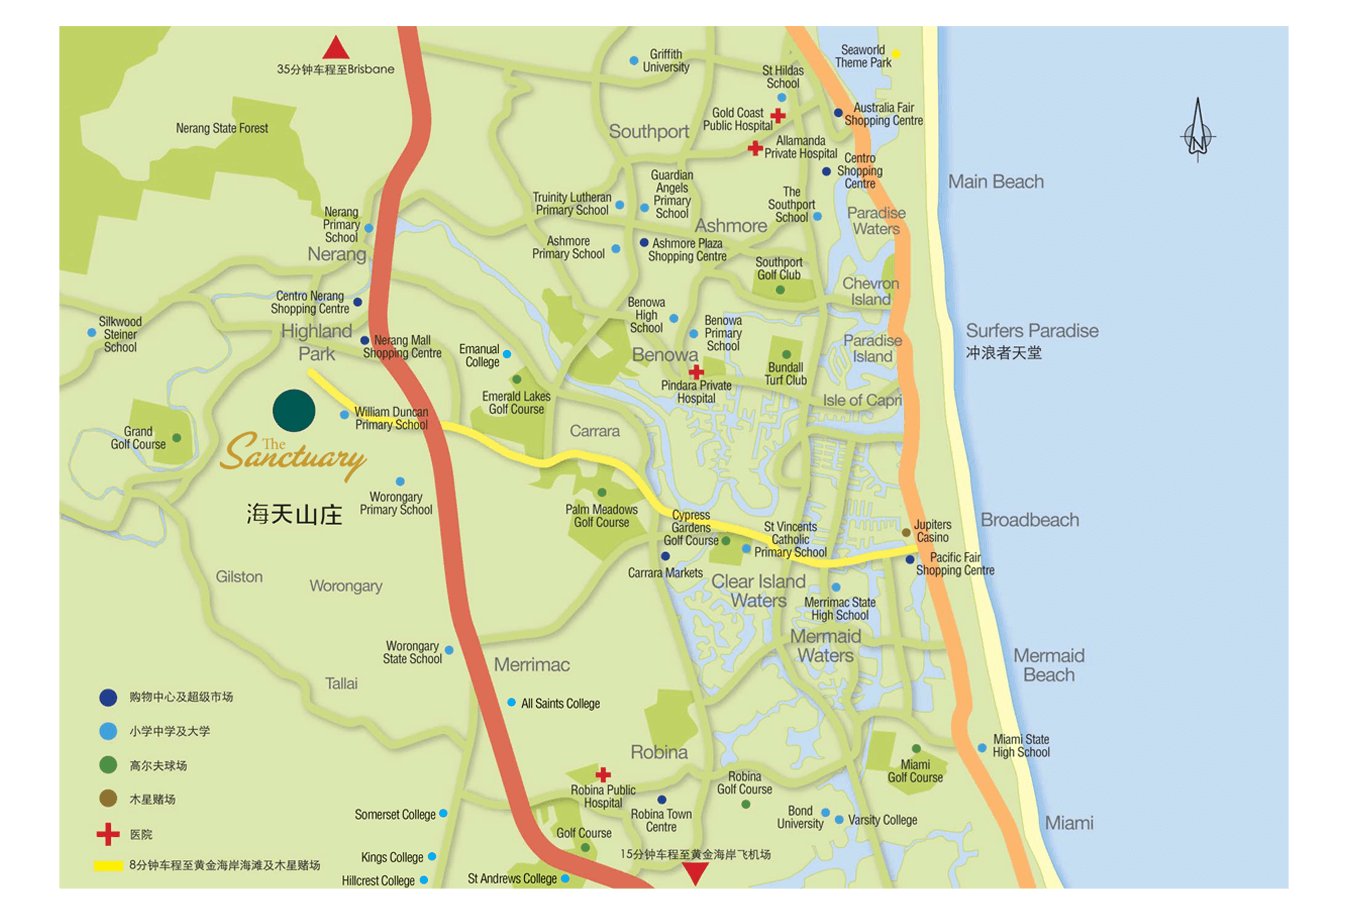 35分钟车程至Brisbane
Griffith
University
Seaworld
Theme Park
St Hildas
School
Gold Coast
Public Hospital
Australia Fair
Shopping Centre
Nerang State Forest
Southport
Allamanda
Private Hospital
Centro
Shopping
Centre
Main Beach
Guardian
Angels
Primary
School
Truinity Lutheran
Primary School
The
Southport
School
Paradise
Waters
Nerang
Primary
School
Ashmore
Nerang
Ashmore
Primary School
Ashmore Plaza
Shopping Centre
Southport
Golf Club
Chevron
Island
Centro Nerang
Shopping Centre
Benowa
High
School
Benowa
Primary
School
Silkwood
Steiner
School
Highland
Park
Nerang Mall
Shopping Centre
Surfers Paradise
冲浪者天堂
Paradise
Island
Emanual
College
Benowa
Bundall
Turf Club
Pindara Private
Hospital
Emerald Lakes
Golf Course
Isle of Capri
William Duncan
Primary School
Grand
Golf Course
Carrara
The
Sanctuary
海天山庄
Worongary
Primary School
Palm Meadows
Golf Course
Cypress
Gardens
Golf Course
St Vincents
Catholic
Primary School
Jupiters
Casino
Broadbeach
Pacific Fair
Shopping Centre
Carrara Markets
Gilston
Worongary
Clear Island
Waters
Merrimac State
High School
Mermaid
Waters
Worongary
State School
Merrimac
Mermaid
Beach
Tallai
购物中心及超级市场
All Saints College
小学中学及大学
Miami State
High School
Robina
高尔夫球场
Miami
Golf Course
Robina Public
Hospital
Robina
Golf Course
木星赌场
Somerset College
Robina Town
Centre
Bond
University
Varsity College
Miami
医院
Golf Course
Kings College
15分钟车程至黄金海岸飞机场
8分钟车程至黄金海岸海滩及木星赌场
Hillcrest College
St Andrews College
N